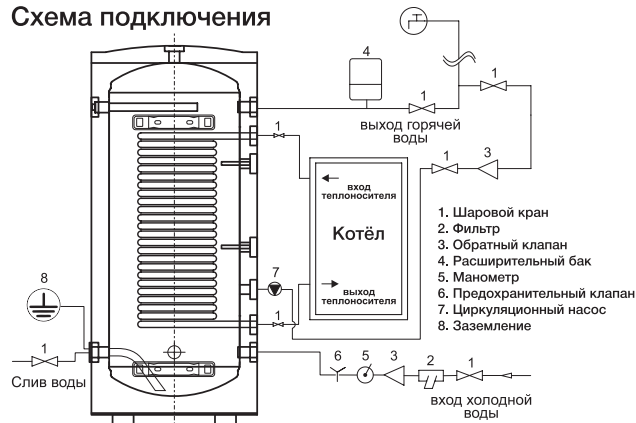 Схема подключения
4
1
1
выход горячей
воды
1
3
1
вход
теплоносителя
Котёл
выход
теплоносителя
7
1
8
1
Слив воды
6
5
3
2
1
вход холодной
воды
1. Шаровой кран
2. Фильтр
3. Обратный клапан
4. Расширительный бак
5. Манометр
6. Предохранительный клапан
7. Циркуляционный насос
8. Заземление